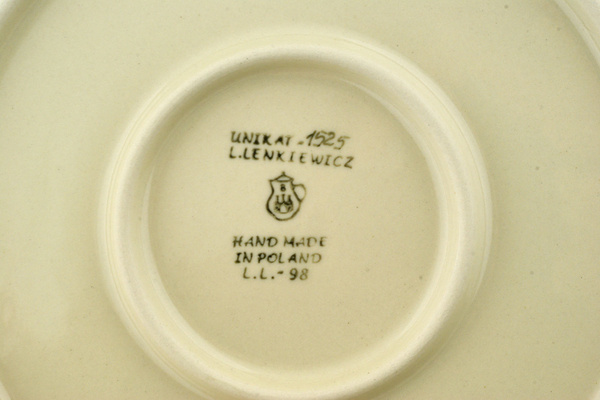 UNIKAT - 1525
L.LENKIEWICZ
B
HAND MADE
IN POLAND
L.L.- 98